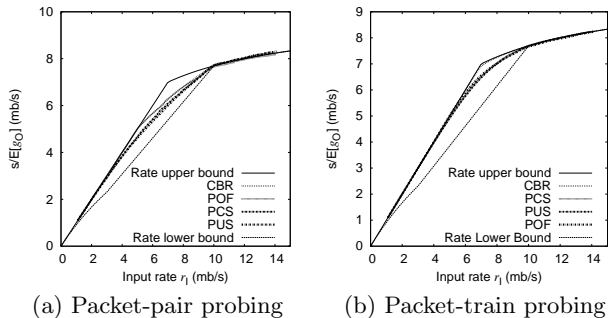 10
8
6
4
2
0
s/E[gO] (mb/s)
0 2 4 6 8 10 12 14
Input rate rI (mb/s)
Rate upper bound
CBR
POF
PCS
PUS
Rate lower bound
(a) Packet-pair probing
9
8
7
6
5
4
3
2
1
0
s/E[gO] (mb/s)
0 2 4 6 8 10 12 14
Input rate rI (mb/s)
Rate upper bound
CBR
PCS
PUS
POF
Rate Lower Bound
(b) Packet-train probing